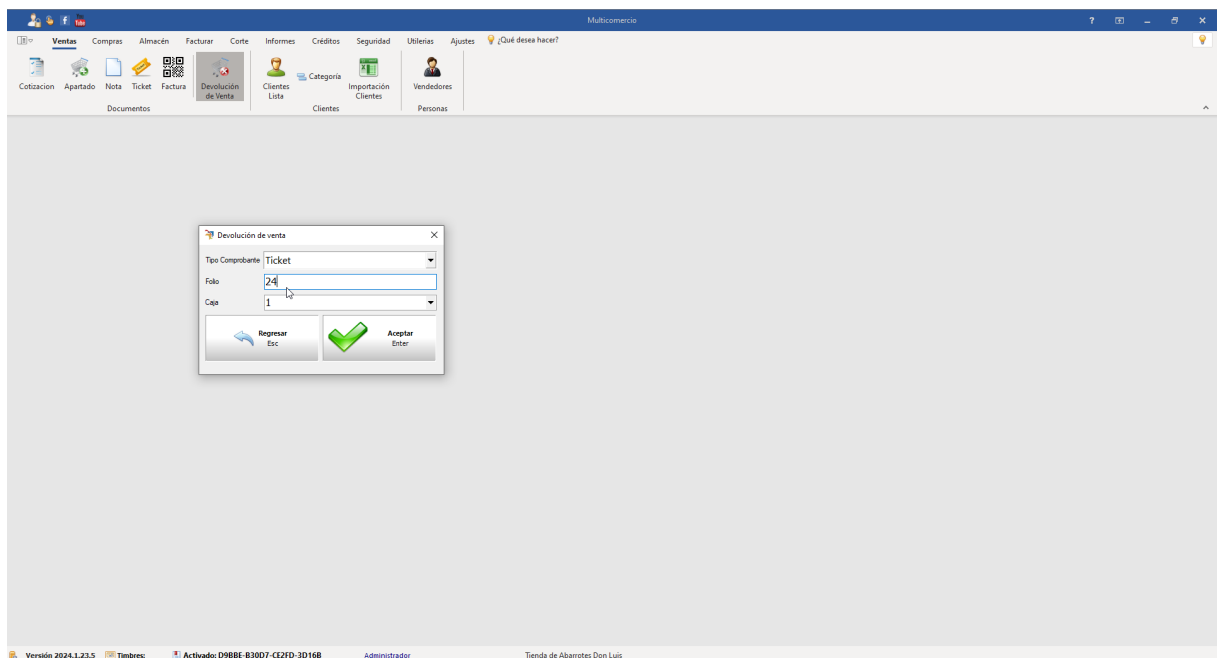 Multicomercio
Ventas Compras Almacén Facturar Corte Informes Créditos Seguridad Utilerias Ajustes ¿Qué desea hacer?
Cotizacion Apartado Nota Ticket Factura Devolución de Venta
Clientes Lista Categoría Importación Clientes Vendedores
Documentos Clientes Personas
Devolución de venta
Tipo Comprobante Ticket
Folio 24
Caja 1
Regresar Aceptar
Esc Enter
Versión 2024.1.23.5 Timbres: Activado: D9BBE-B30D7-CE2FD-3D16B Administrador Tienda de Abarrotes Don Luis